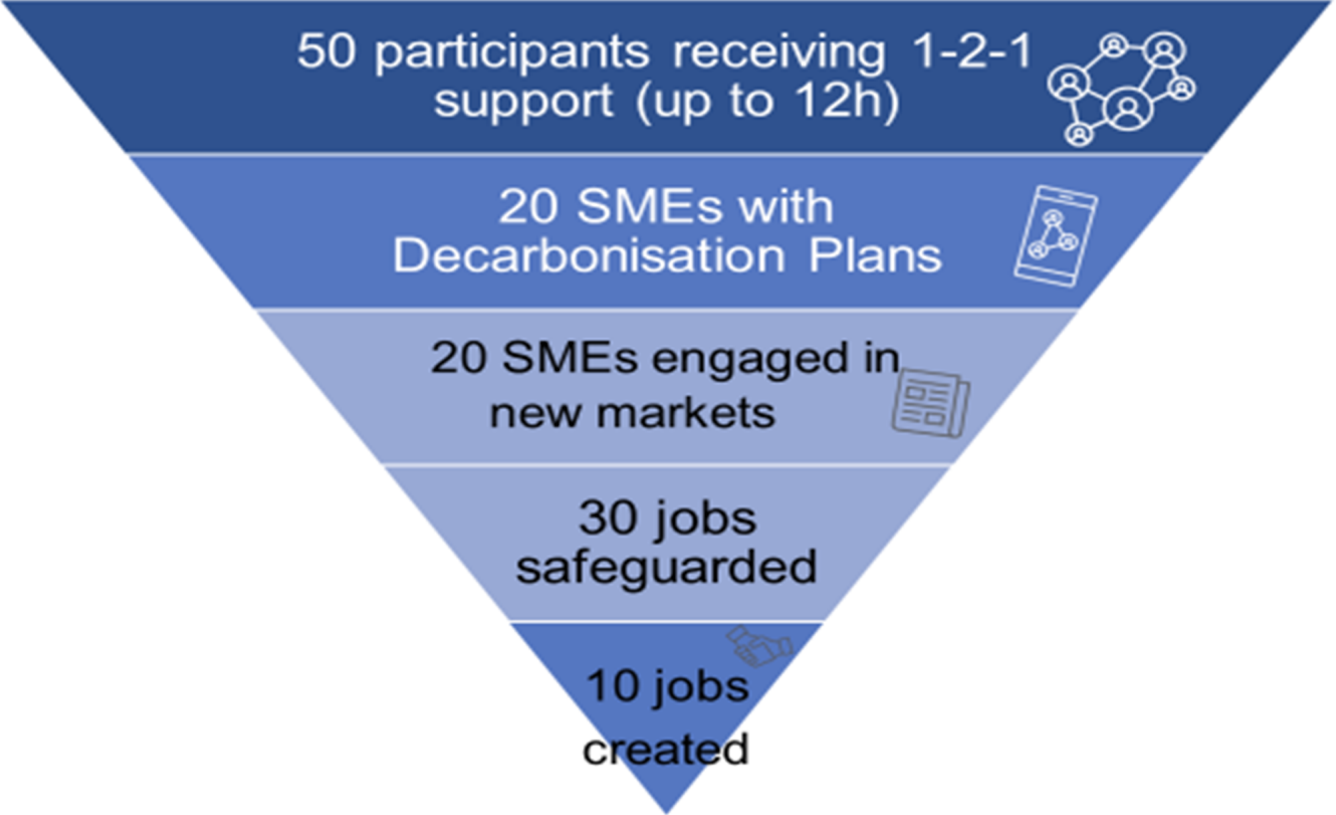 50 participants receiving 1-2-1
support (up to 12h)
20 SMEs with
Decarbonisation Plans
20 SMEs engaged in
new markets
30 jobs
safeguarded
10 jobs
created